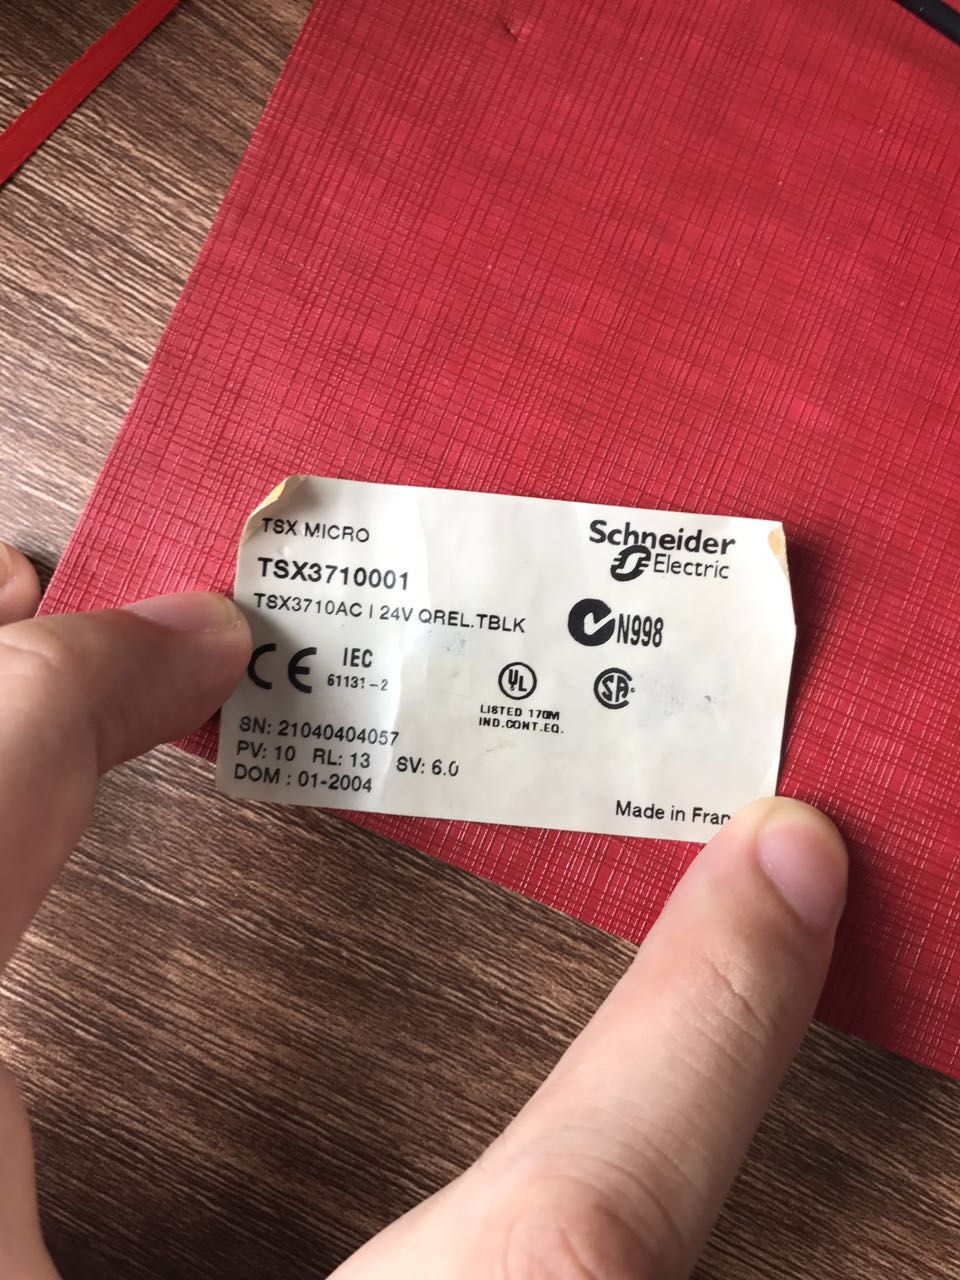 TSX MICRO
Schneider
Electric
TSX3710001
TSX3710AC I 24V QREL.TBLK
N998
CE IEC
61131-2
UL
LISTED 170M
IND.CONT.EQ.
SA
SN: 21040404057
PV: 10 RL: 13 SV: 6.0
DOM : 01-2004
Made in Fran